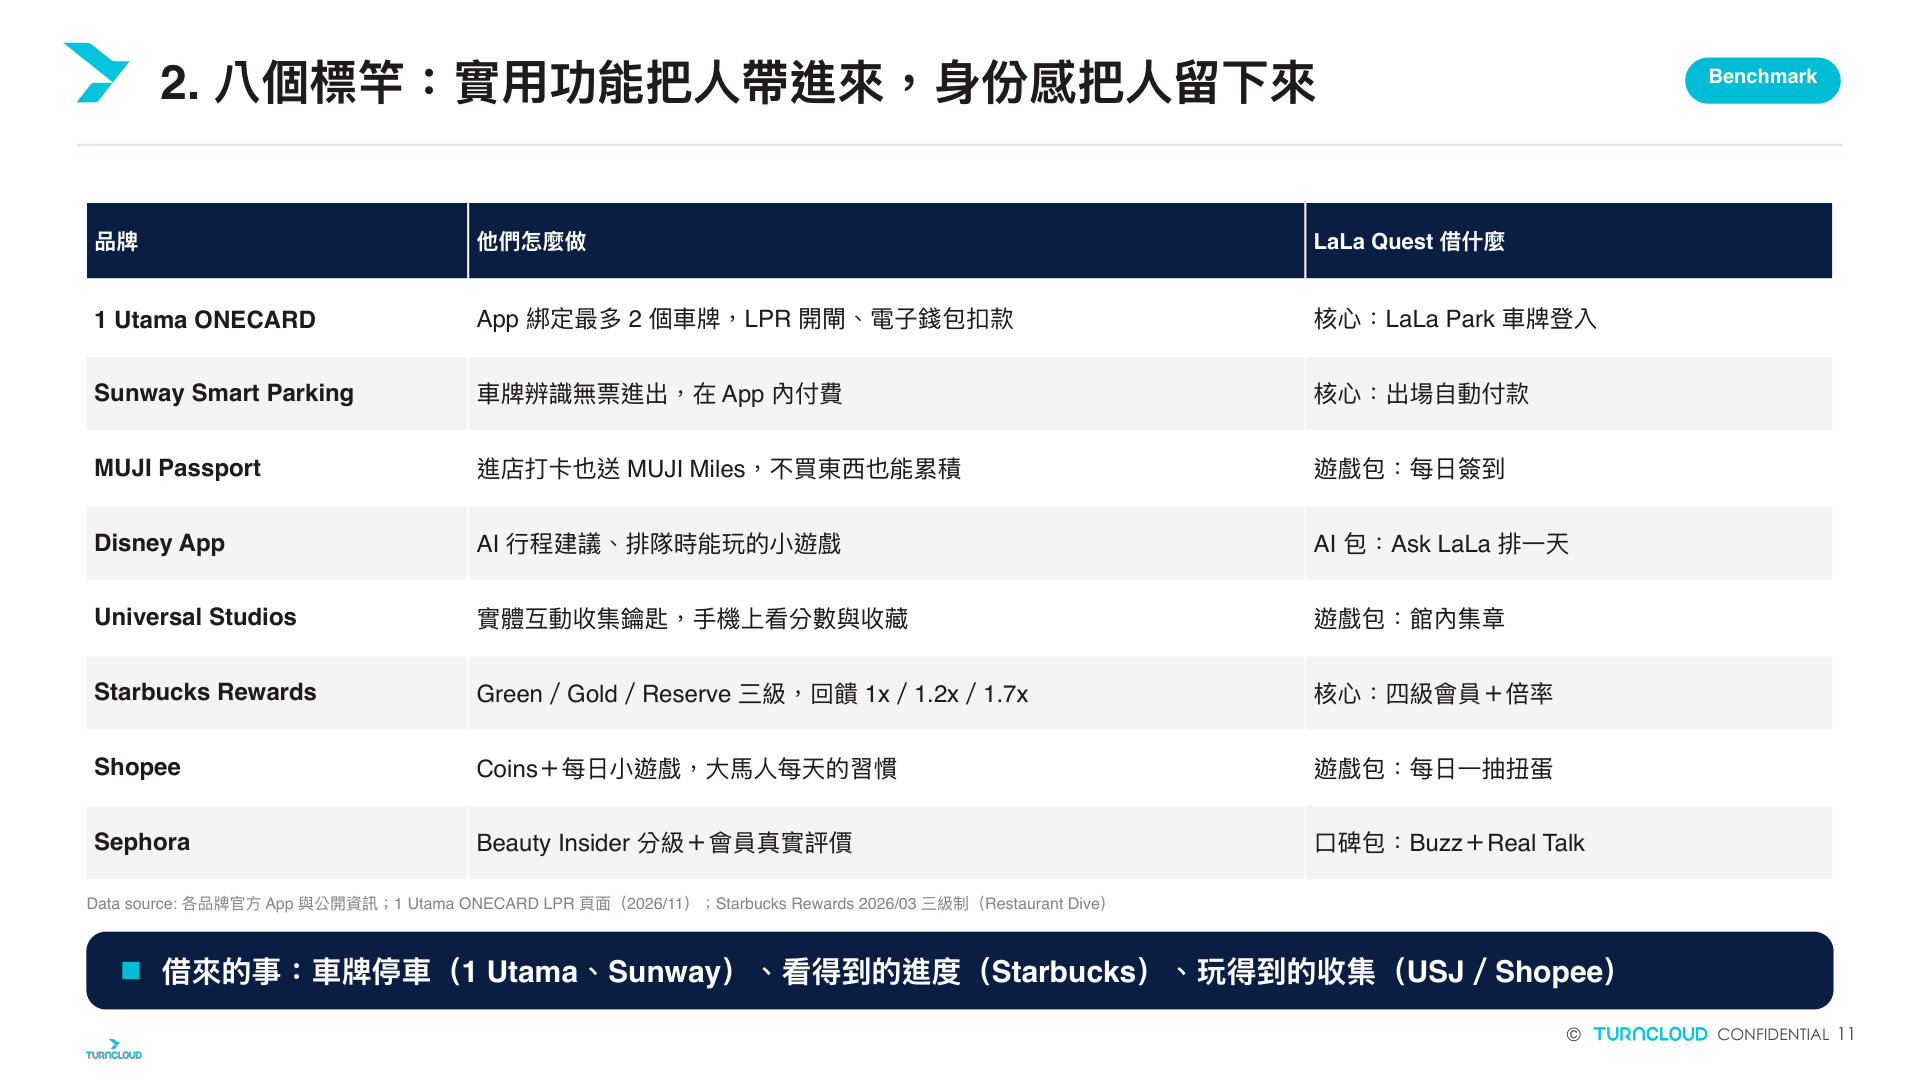 2. 八個標竿：實用功能把人帶進來，身份感把人留下來
Benchmark
品牌 他們怎麼做 LaLa Quest 借什麼
1 Utama ONECARD App 綁定最多 2 個車牌，LPR 開閘、電子錢包扣款 核心：LaLa Park 車牌登入
Sunway Smart Parking 車牌辨識無票進出，在 App 內付費 核心：出場自動付款
MUJI Passport 進店打卡也送 MUJI Miles，不買東西也能累積 遊戲包：每日簽到
Disney App AI 行程建議、排隊時能玩的小遊戲 AI 包：Ask LaLa 排一天
Universal Studios 實體互動收集鑰匙，手機上看分數與收藏 遊戲包：館內集章
Starbucks Rewards Green / Gold / Reserve 三級，回饋 1x / 1.2x / 1.7x 核心：四級會員＋倍率
Shopee Coins＋每日小遊戲，大馬人每天的習慣 遊戲包：每日一抽扭蛋
Sephora Beauty Insider 分級＋會員真實評價 口碑包：Buzz＋Real Talk
Data source: 各品牌官方 App 與公開資訊；1 Utama ONECARD LPR 頁面（2026/11）；Starbucks Rewards 2026/03 三級制（Restaurant Dive）
借來的事：車牌停車（1 Utama、Sunway）、看得到的進度（Starbucks）、玩得到的收集（USJ / Shopee）
TURNCLOUD
© TURNCLOUD CONFIDENTIAL 11